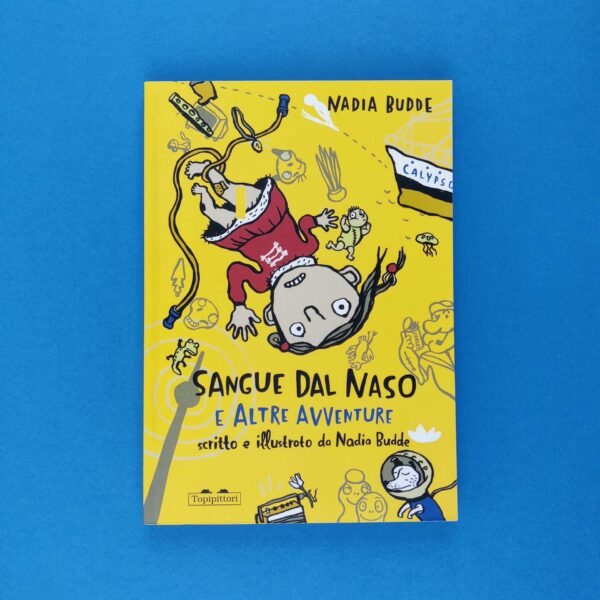 NADIA BUDDE
CALYPSO
SANGUE DAL NASO
E ALTRE AVVENTURE
scritto e illustrato da Nadia Budde
Topipittori